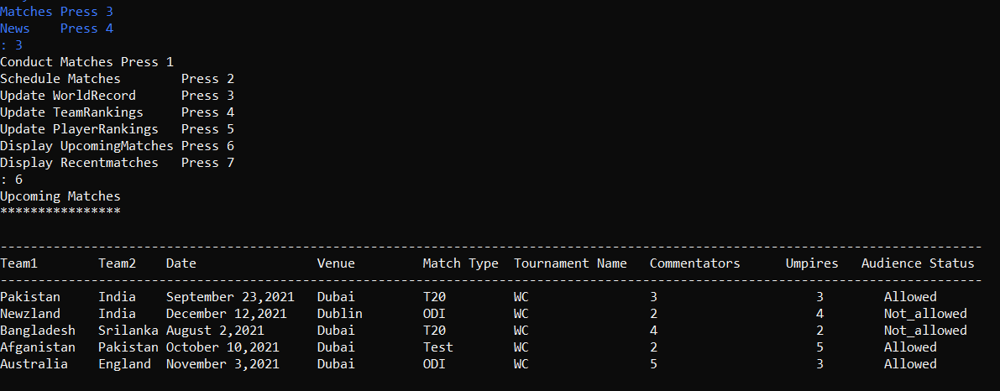 Matches Press 3
News    Press 4
: 3
Conduct Matches Press 1
Schedule Matches        Press 2
Update WorldRecord      Press 3
Update TeamRankings     Press 4
Update PlayerRankings   Press 5
Display UpcomingMatches Press 6
Display Recentmatches   Press 7
: 6
Upcoming Matches
****************
----------------------------------------------------------------------------------------------------------------------------------
Team1        Team2    Date                Venue         Match Type  Tournament Name   Commentators      Umpires   Audience Status
----------------------------------------------------------------------------------------------------------------------------------
Pakistan     India    September 23,2021   Dubai         T20         WC                3                     3        Allowed
Newzland     India    December 12,2021    Dublin        ODI         WC                2                     4        Not_allowed
Bangladesh   Srilanka August 2,2021       Dubai         T20         WC                4                     2        Not_allowed
Afganistan   Pakistan October 10,2021     Dubai         Test        WC                2                     5        Allowed
Australia    England  November 3,2021     Dubai         ODI         WC                5                     3        Allowed